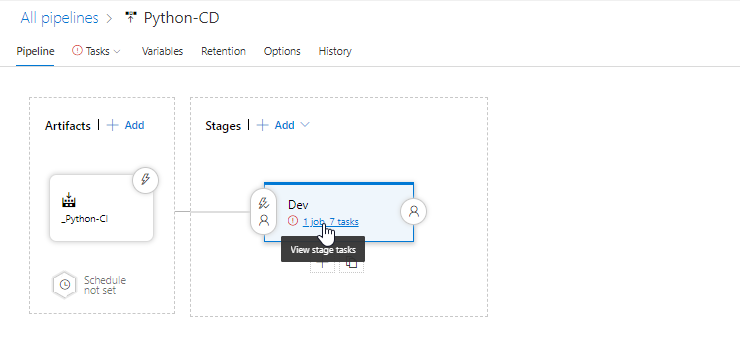 All pipelines > Python-CD
Pipeline Tasks Variables Retention Options History
Artifacts | + Add
Stages | + Add
_Python-CI
Dev
1 job, 7 tasks
View stage tasks
Schedule
not set